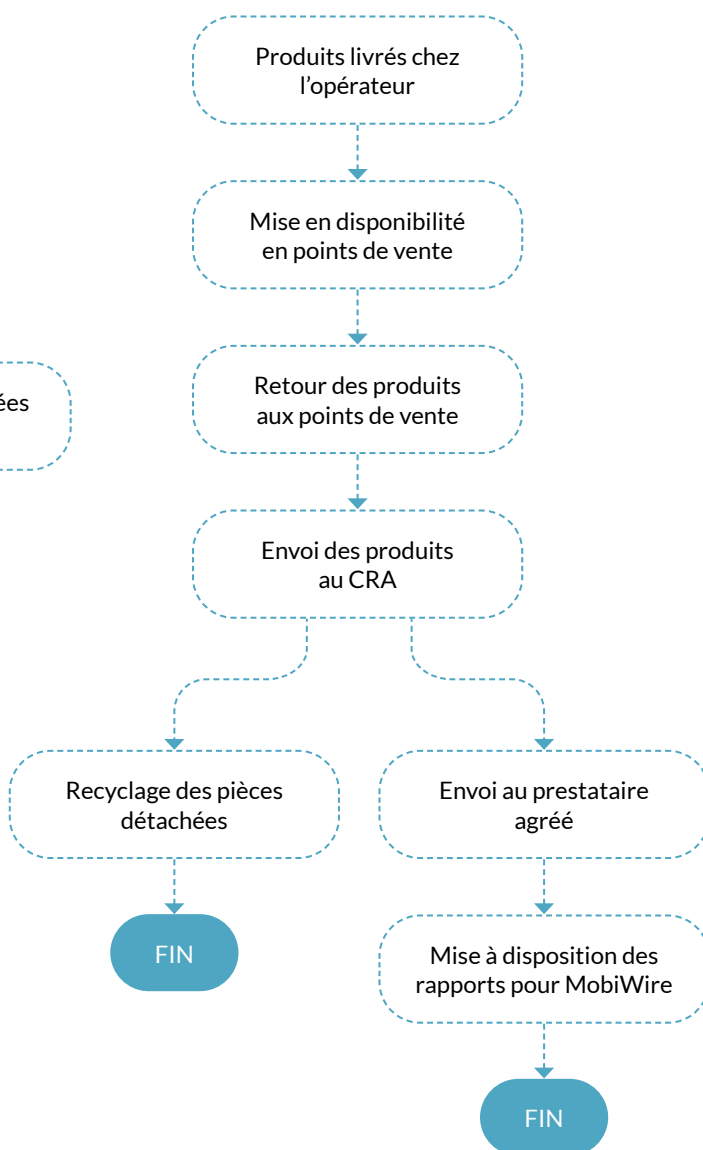 Produits livrés chez
l'opérateur
Mise en disponibilité
en points de vente
Retour des produits
aux points de vente
Envoi des produits
au CRA
Recyclage des pièces
détachées
Envoi au prestataire
agréé
FIN
Mise à disposition des
rapports pour MobiWire
FIN